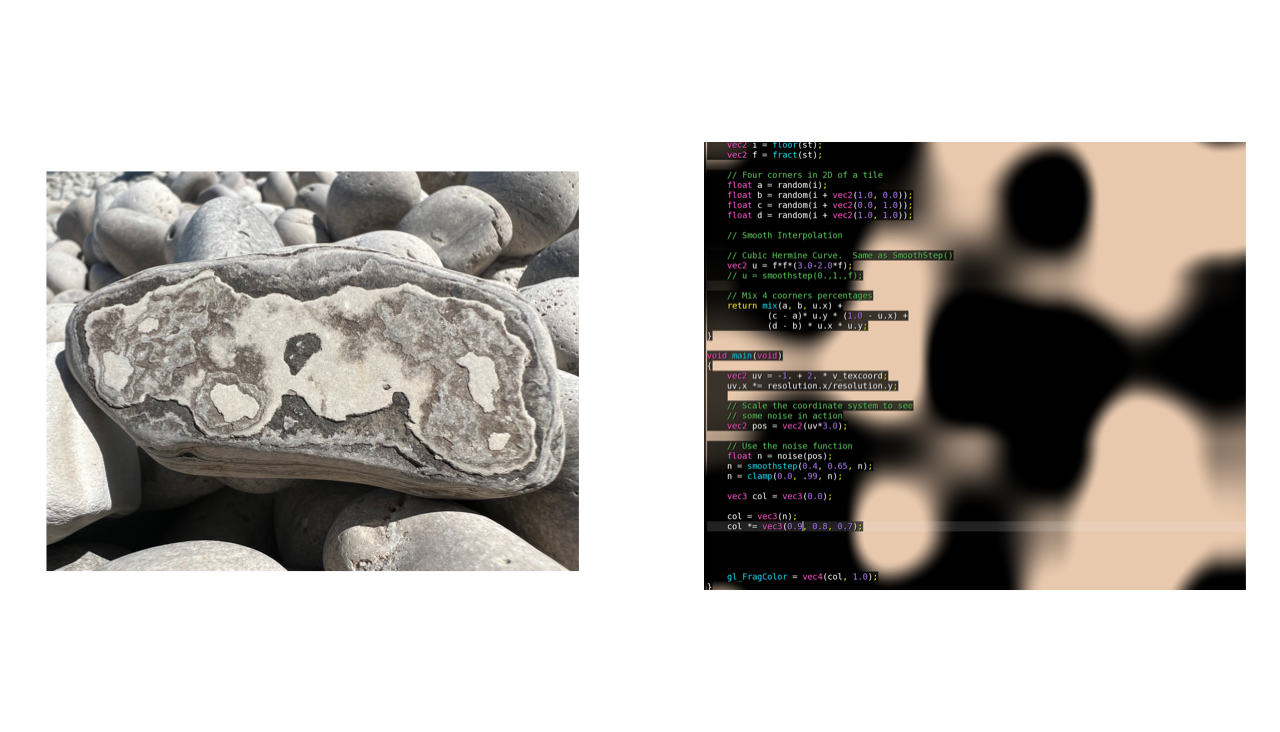 vec2 i = floor(st);
vec2 f = fract(st);
// Four corners in 2D of a tile
float a = random(i);
float b = random(i + vec2(1.0, 0.0));
float c = random(i + vec2(0.0, 1.0));
float d = random(i + vec2(1.0, 1.0));
// Smooth Interpolation
// Cubic Hermine Curve.  Same as SmoothStep()
vec2 u = f*f*(3.0-2.0*f);
// u = smoothstep(0.,1.,f);
// Mix 4 coorners percentages
return mix(a, b, u.x) +
(c - a)* u.y * (1.0 - u.x) +
(d - b) * u.x * u.y;
}
void main(void)
{
vec2 uv = -1. + 2. * v_texcoord;
uv.x *= resolution.x/resolution.y;
// Scale the coordinate system to see
// some noise in action
vec2 pos = vec2(uv*3.0);
// Use the noise function
float n = noise(pos);
n = smoothstep(0.4, 0.65, n);
n = clamp(0.0, .99, n);
vec3 col = vec3(0.0);
col = vec3(n);
col *= vec3(0.9, 0.8, 0.7);
gl_FragColor = vec4(col, 1.0);
}